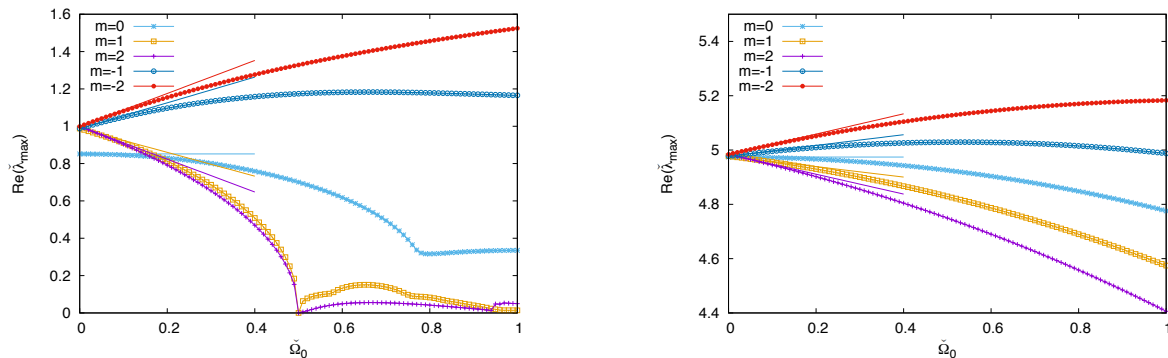 1.6
1.4
1.2
1
0.8
0.6
0.4
0.2
0
Re(λ̆max)
m=0
m=1
m=2
m=-1
m=-2
0 0.2 0.4 0.6 0.8 1
Ω̆0
5.4
5.2
5
4.8
4.6
4.4
Re(λ̆max)
m=0
m=1
m=2
m=-1
m=-2
0 0.2 0.4 0.6 0.8 1
Ω̆0